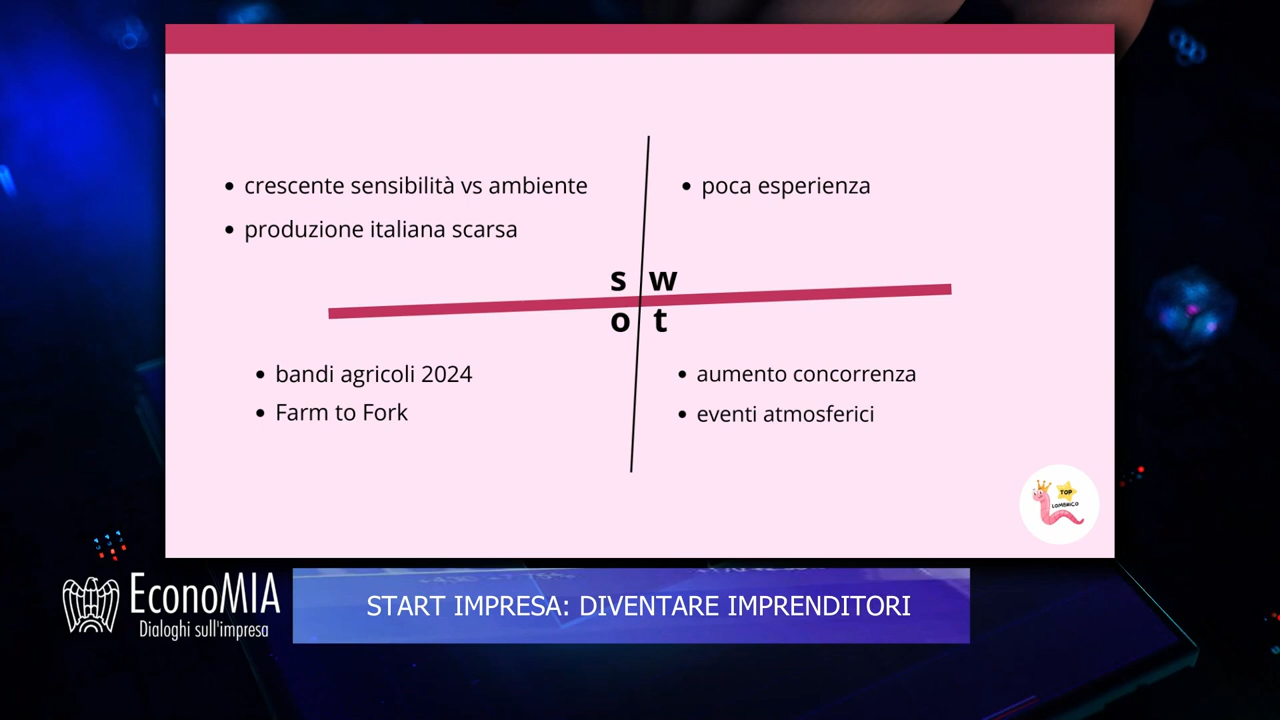 crescente sensibilità vs ambiente
produzione italiana scarsa
poca esperienza
s w
o t
bandi agricoli 2024
Farm to Fork
aumento concorrenza
eventi atmosferici
TOP
LOMBRICO
EconoMIA
Dialoghi sull'impresa
START IMPRESA: DIVENTARE IMPRENDITORI